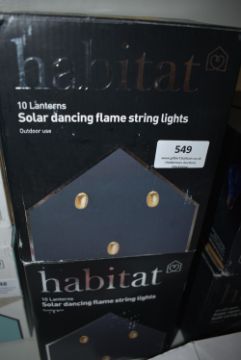 habitat
10 Lanterns
Solar dancing flame string lights
Outdoor use
549
habitat
10 Lanterns
Solar dancing flame string lights